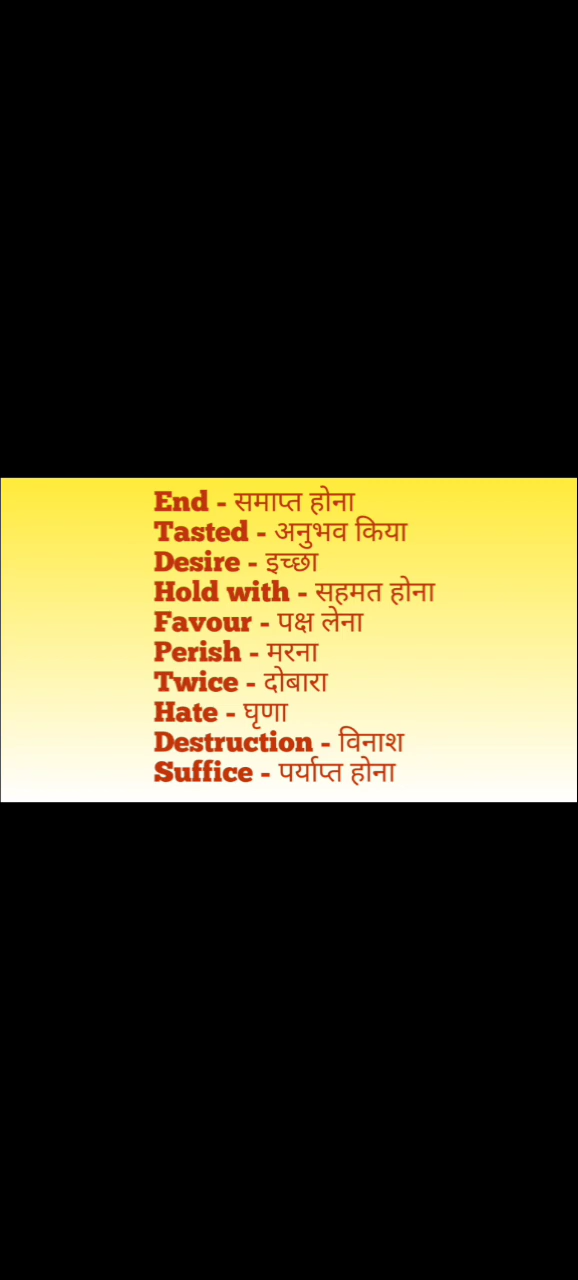 End - समाप्त होना
Tasted - अनुभव किया
Desire - इच्छा
Hold with - सहमत होना
Favour - पक्ष लेना
Perish - मरना
Twice - दोबारा
Hate - घृणा
Destruction - विनाश
Suffice - पर्याप्त होना